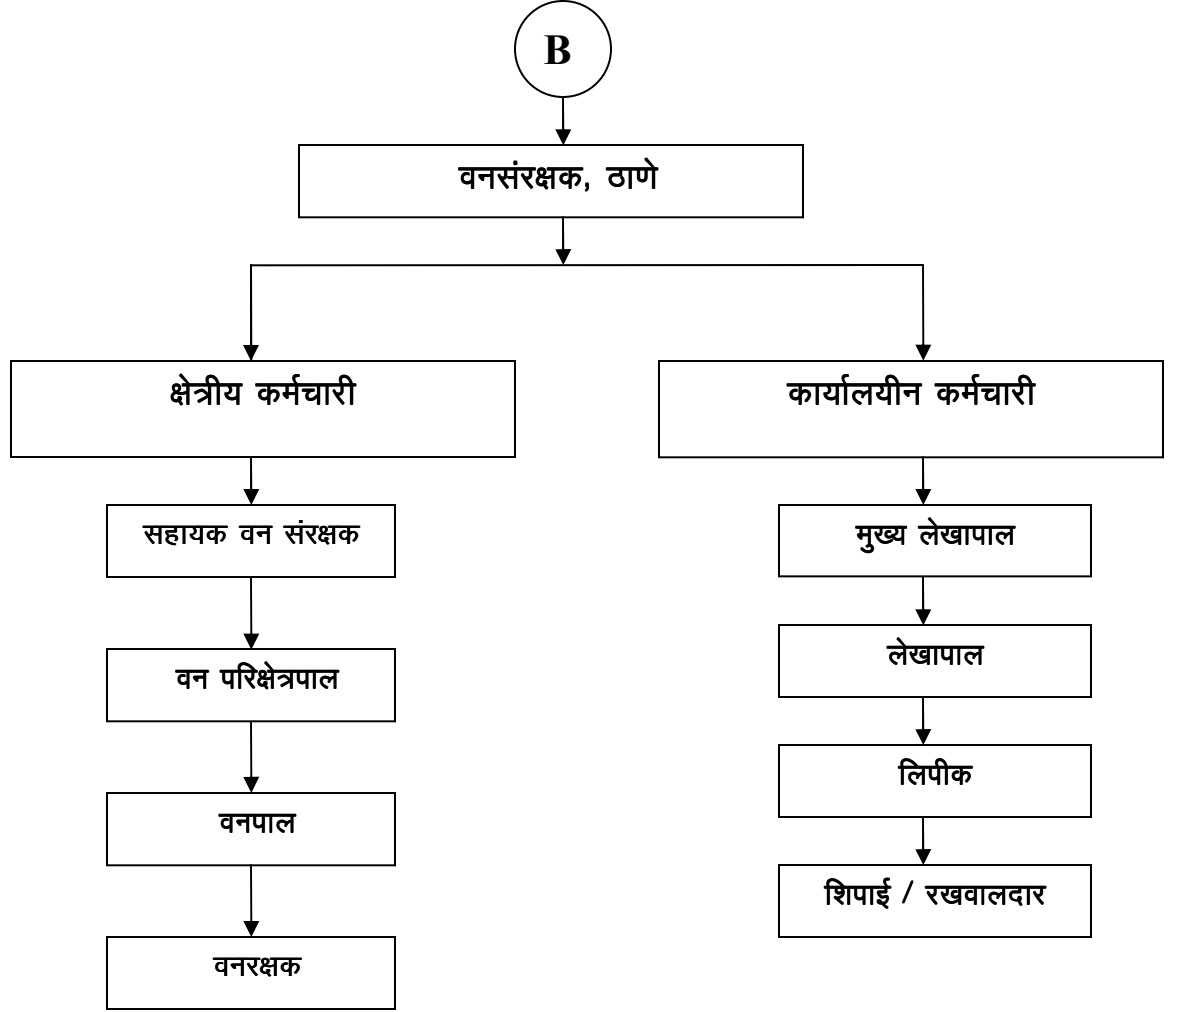 B
वनसंरक्षक, ठाणे
क्षेत्रीय कर्मचारी
कार्यालयीन कर्मचारी
सहायक वन संरक्षक
मुख्य लेखापाल
वन परिक्षेत्रपाल
लेखापाल
लिपीक
वनपाल
शिपाई / रखवालदार
वनरक्षक